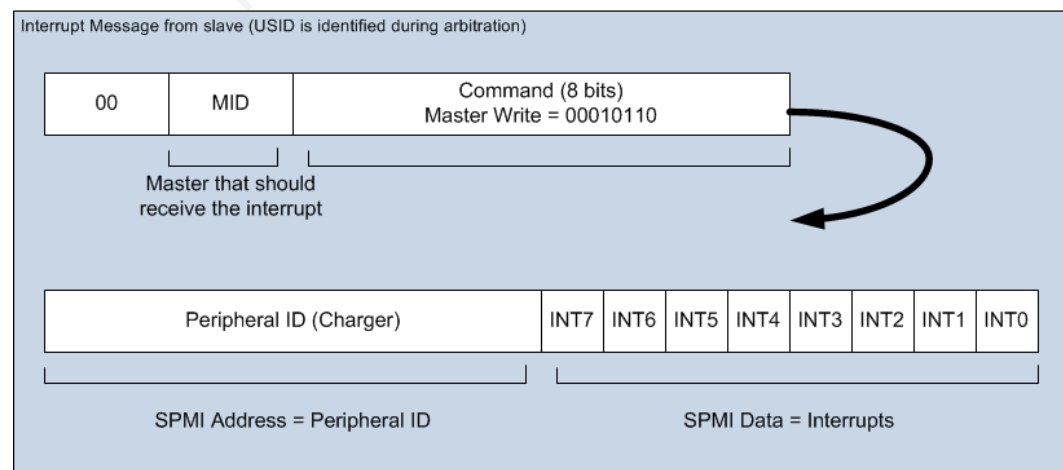 Interrupt Message from slave (USID is identified during arbitration)
00
MID
Command (8 bits)
Master Write = 00010110
Master that should
receive the interrupt
Peripheral ID (Charger)
INT7
INT6
INT5
INT4
INT3
INT2
INT1
INT0
SPMI Address = Peripheral ID
SPMI Data = Interrupts